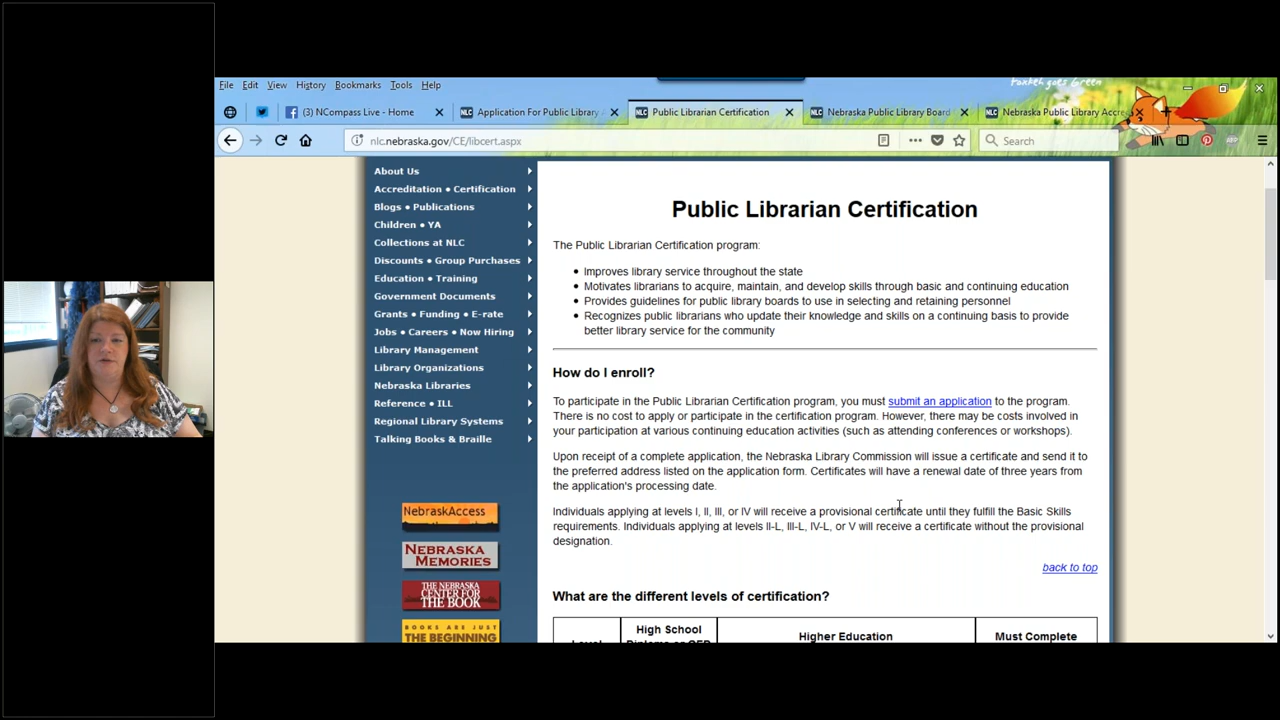 Foxkeh goes Green
File Edit View History Bookmarks Tools Help
(3) NCompass Live - Home
NLC Application For Public Library
NLC Public Librarian Certification
NLC Nebraska Public Library Board
NLC Nebraska Public Library Accre
nlc.nebraska.gov/CE/libcert.aspx
Search
About Us
Accreditation ● Certification
Blogs ● Publications
Children ● YA
Collections at NLC
Discounts ● Group Purchases
Education ● Training
Government Documents
Grants ● Funding ● E-rate
Jobs ● Careers ● Now Hiring
Library Management
Library Organizations
Nebraska Libraries
Reference ● ILL
Regional Library Systems
Talking Books & Braille
NebraskAccess
NEBRASKA
MEMORIES
THE NEBRASKA
CENTER FOR
THE BOOK
BOOKS ARE JUST
THE BEGINNING
Public Librarian Certification
The Public Librarian Certification program:
• Improves library service throughout the state
• Motivates librarians to acquire, maintain, and develop skills through basic and continuing education
• Provides guidelines for public library boards to use in selecting and retaining personnel
• Recognizes public librarians who update their knowledge and skills on a continuing basis to provide
better library service for the community
How do I enroll?
To participate in the Public Librarian Certification program, you must submit an application to the program.
There is no cost to apply or participate in the certification program. However, there may be costs involved in
your participation at various continuing education activities (such as attending conferences or workshops).
Upon receipt of a complete application, the Nebraska Library Commission will issue a certificate and send it to
the preferred address listed on the application form. Certificates will have a renewal date of three years from
the application's processing date.
Individuals applying at levels I, II, III, or IV will receive a provisional certificate until they fulfill the Basic Skills
requirements. Individuals applying at levels II-L, III-L, IV-L, or V will receive a certificate without the provisional
designation.
back to top
What are the different levels of certification?
High School
Higher Education
Must Complete